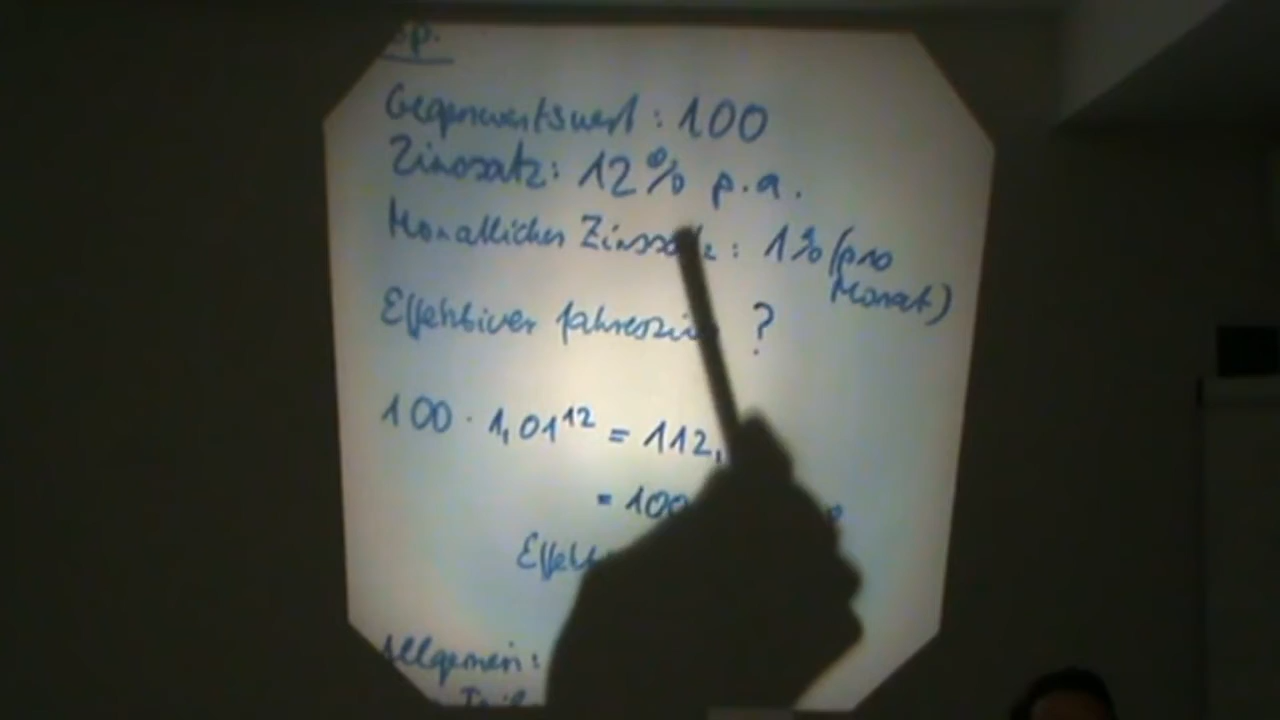 Gegenwartswert: 100
Zinssatz: 12% p.a.
Monatlicher Zinssatz: 1% (pro
Monat)
Effektiver Jahreszins ?
100 · 1,01¹² = 112,
= 100
Allgemein: